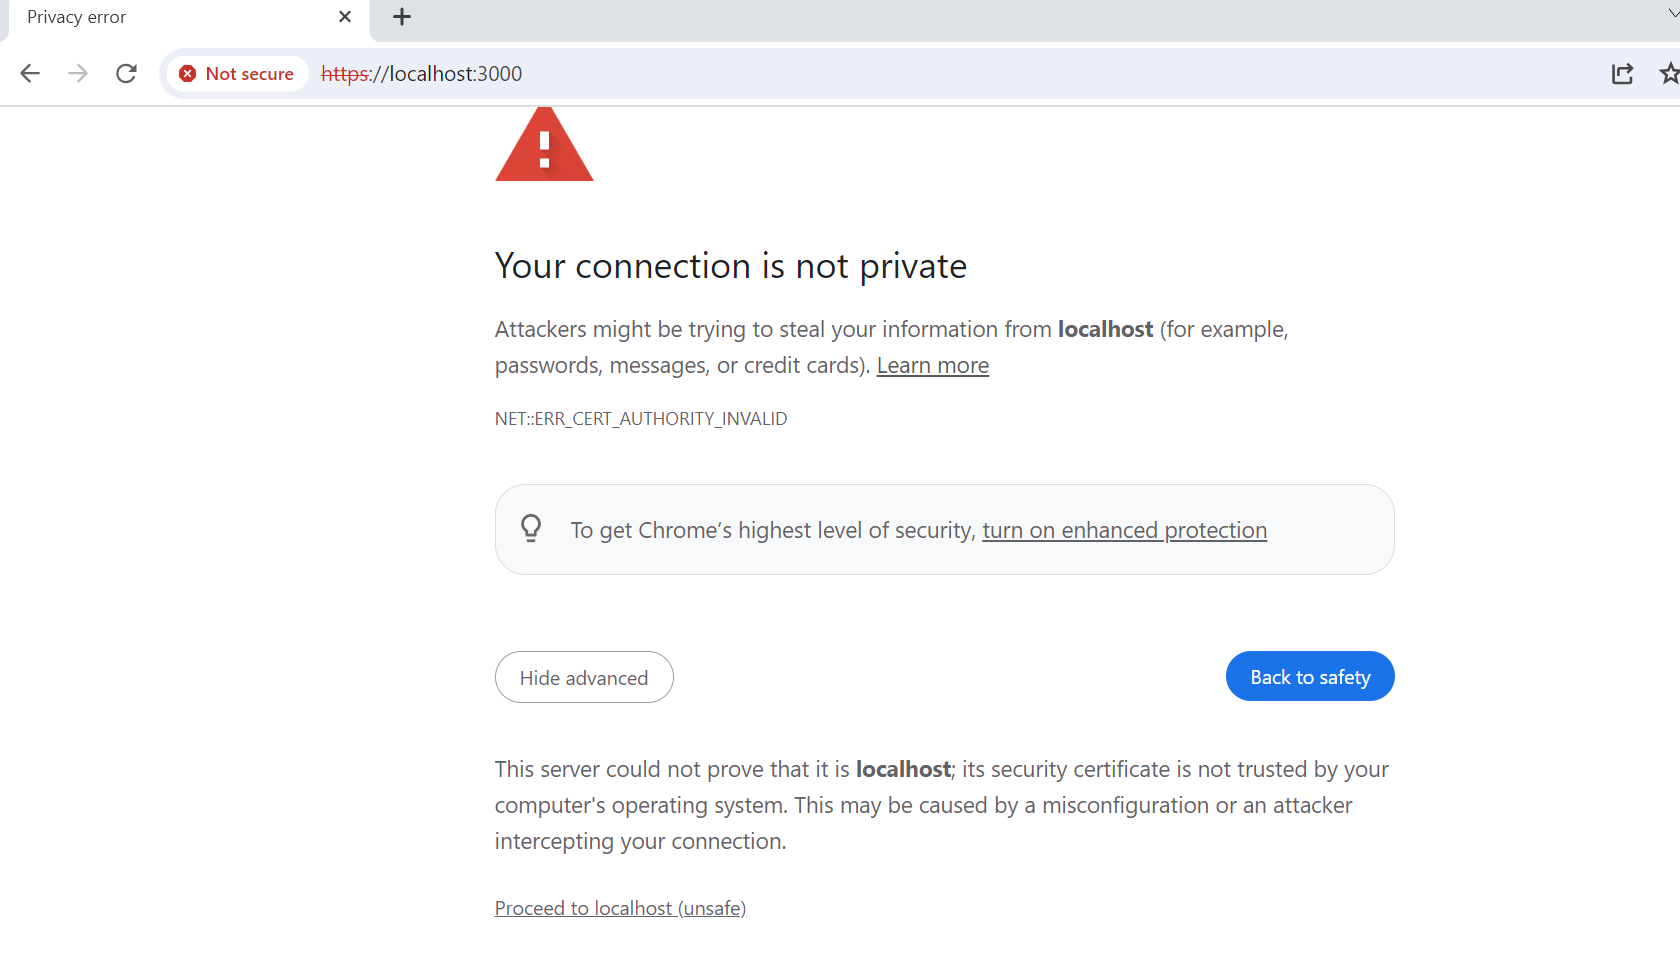 Privacy error
Not secure https://localhost:3000
Your connection is not private
Attackers might be trying to steal your information from localhost (for example,
passwords, messages, or credit cards). Learn more
NET::ERR_CERT_AUTHORITY_INVALID
To get Chrome’s highest level of security, turn on enhanced protection
Hide advanced
Back to safety
This server could not prove that it is localhost; its security certificate is not trusted by your
computer's operating system. This may be caused by a misconfiguration or an attacker
intercepting your connection.
Proceed to localhost (unsafe)